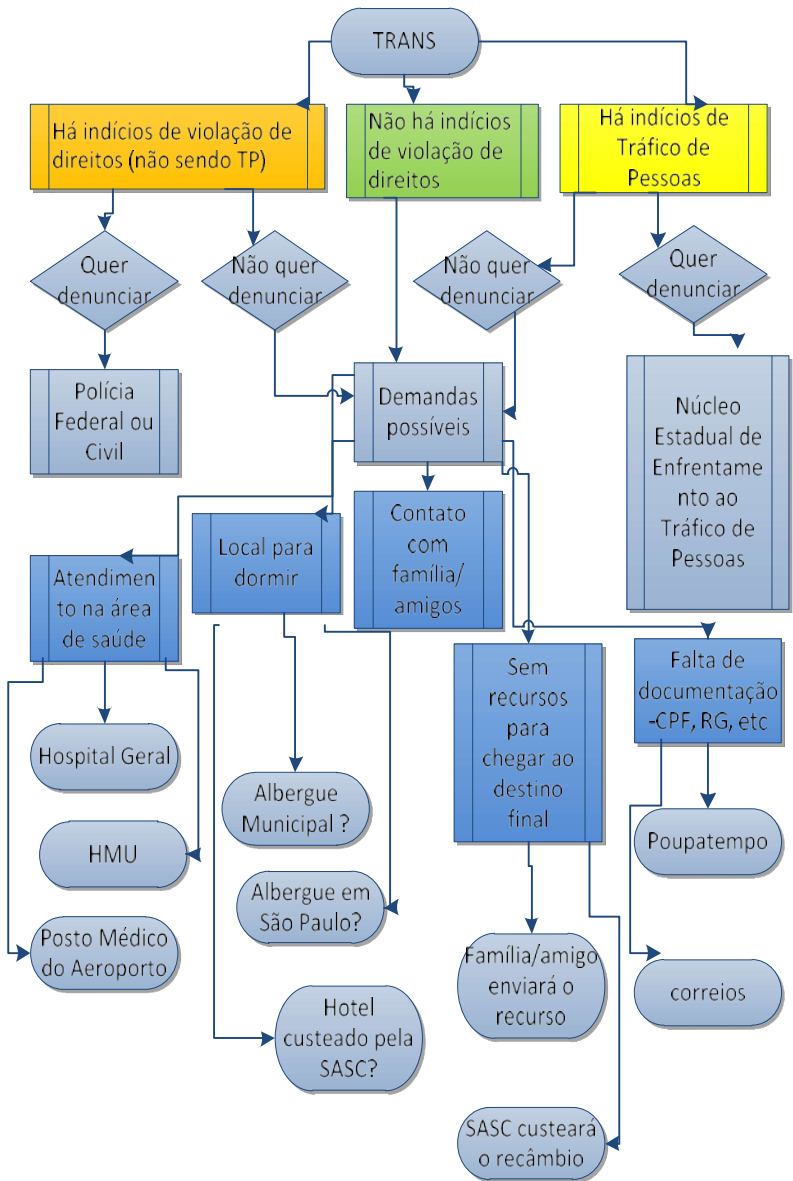 TRANS
Há indícios de violação de
direitos (não sendo TP)
Não há indícios
de violação de
direitos
Há indícios de
Tráfico de
Pessoas
Quer
denunciar
Não quer
denunciar
Não quer
denunciar
Quer
denunciar
Polícia
Federal ou
Civil
Demandas
possíveis
Núcleo
Estadual de
Enfrentame
nto ao
Tráfico de
Pessoas
Atendimen
to na área
de saúde
Local para
dormir
Contato
com
família/
amigos
Sem
recursos
para
chegar ao
destino
final
Falta de
documentação
-CPF, RG, etc
Hospital Geral
HMU
Posto Médico
do Aeroporto
Albergue
Municipal ?
Albergue em
São Paulo?
Hotel
custeado pela
SASC?
Família/amigo
enviará o
recurso
SASC custeará
o recâmbio
Poupatempo
correios